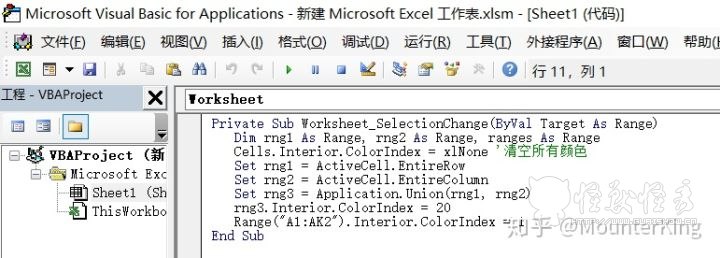 Microsoft Visual Basic for Applications - 新建 Microsoft Excel 工作表.xlsm - [Sheet1 (代码)]
文件(F) 编辑(E) 视图(V) 插入(I) 格式(O) 调试(D) 运行(R) 工具(T) 外接程序(A) 窗口(W) 帮助(
行 11，列 1
工程 - VBAProject
Worksheet
VBAProject (新
Microsoft Exc
Sheet1 (Sh
ThisWorkbo
Private Sub Worksheet_SelectionChange(ByVal Target As Range)
Dim rng1 As Range, rng2 As Range, ranges As Range
Cells.Interior.ColorIndex = xlNone '清空所有颜色
Set rng1 = ActiveCell.EntireRow
Set rng2 = ActiveCell.EntireColumn
Set rng3 = Application.Union(rng1, rng2)
rng3.Interior.ColorIndex = 20
Range("A1:AK2").Interior.ColorIndex =
End Sub
知乎 @MounterKing